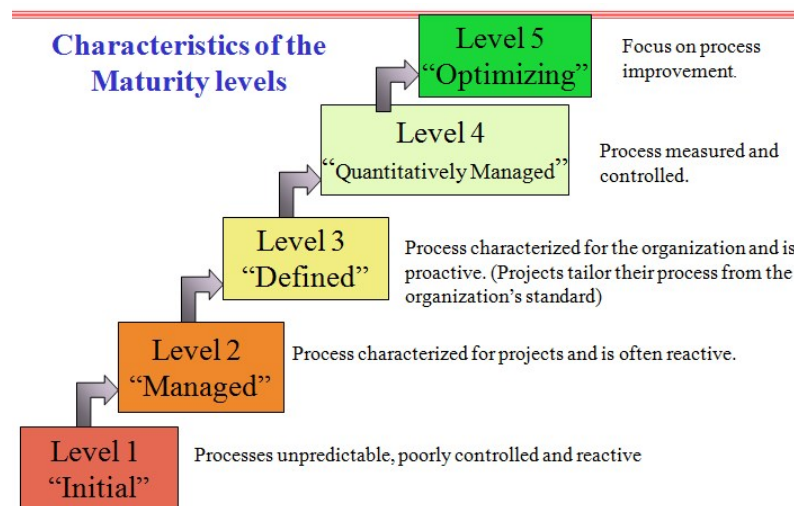 Characteristics of the
Maturity levels
Level 5
“Optimizing”
Focus on process
improvement.
Level 4
“Quantitatively Managed”
Process measured and
controlled.
Level 3
“Defined”
Process characterized for the organization and is
proactive. (Projects tailor their process from the
organization’s standard)
Level 2
“Managed”
Process characterized for projects and is often reactive.
Level 1
“Initial”
Processes unpredictable, poorly controlled and reactive